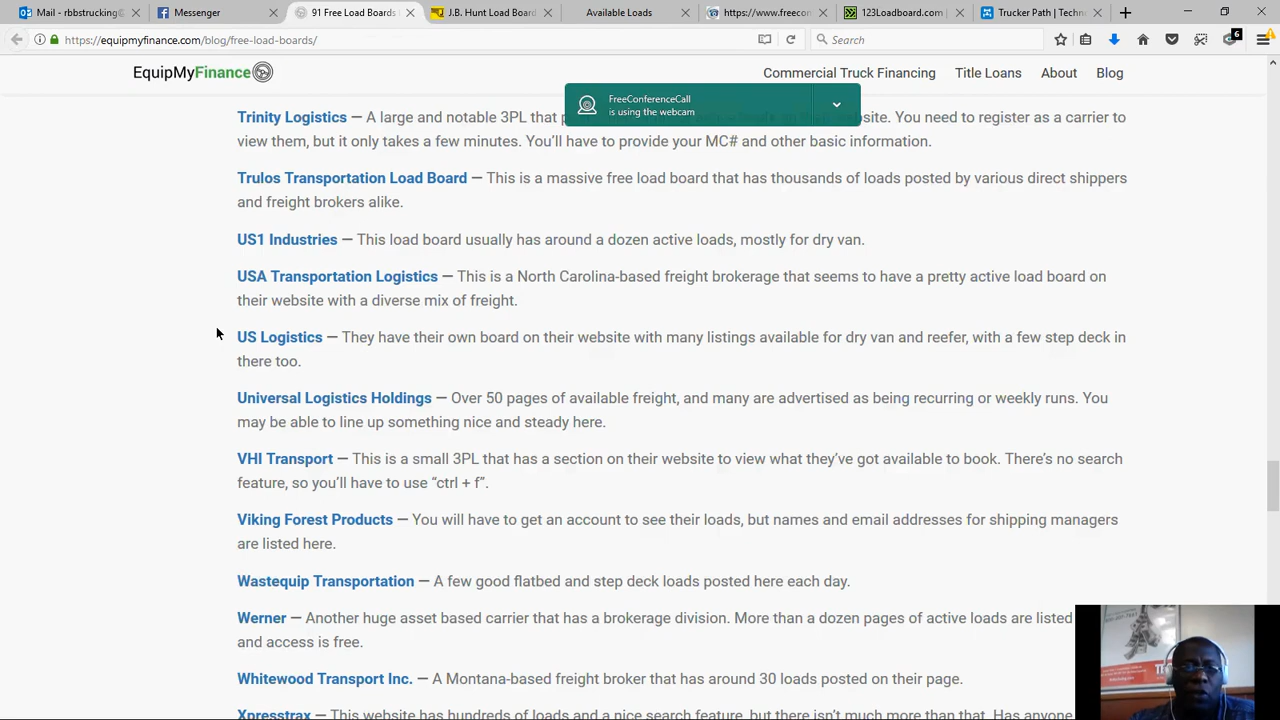 Mail - rbbstrucking@
Messenger
91 Free Load Boards
J.B. Hunt Load Board
Available Loads
https://www.freecon
123Loadboard.com
Trucker Path | Techn
https://equipmyfinance.com/blog/free-load-boards/
Search
6
EquipMyFinance
Commercial Truck Financing
Title Loans
About
Blog
FreeConferenceCall
is using the webcam
Trinity Logistics — A large and notable 3PL that website. You need to register as a carrier to
view them, but it only takes a few minutes. You'll have to provide your MC# and other basic information.
Trulos Transportation Load Board — This is a massive free load board that has thousands of loads posted by various direct shippers
and freight brokers alike.
US1 Industries — This load board usually has around a dozen active loads, mostly for dry van.
USA Transportation Logistics — This is a North Carolina-based freight brokerage that seems to have a pretty active load board on
their website with a diverse mix of freight.
US Logistics — They have their own board on their website with many listings available for dry van and reefer, with a few step deck in
there too.
Universal Logistics Holdings — Over 50 pages of available freight, and many are advertised as being recurring or weekly runs. You
may be able to line up something nice and steady here.
VHI Transport — This is a small 3PL that has a section on their website to view what they've got available to book. There's no search
feature, so you'll have to use “ctrl + f”.
Viking Forest Products — You will have to get an account to see their loads, but names and email addresses for shipping managers
are listed here.
Wastequip Transportation — A few good flatbed and step deck loads posted here each day.
Werner — Another huge asset based carrier that has a brokerage division. More than a dozen pages of active loads are listed
and access is free.
Whitewood Transport Inc. — A Montana-based freight broker that has around 30 loads posted on their page.
Xpresstrax — This website has hundreds of loads and a nice search feature, but there isn't much more than that. Has anyone